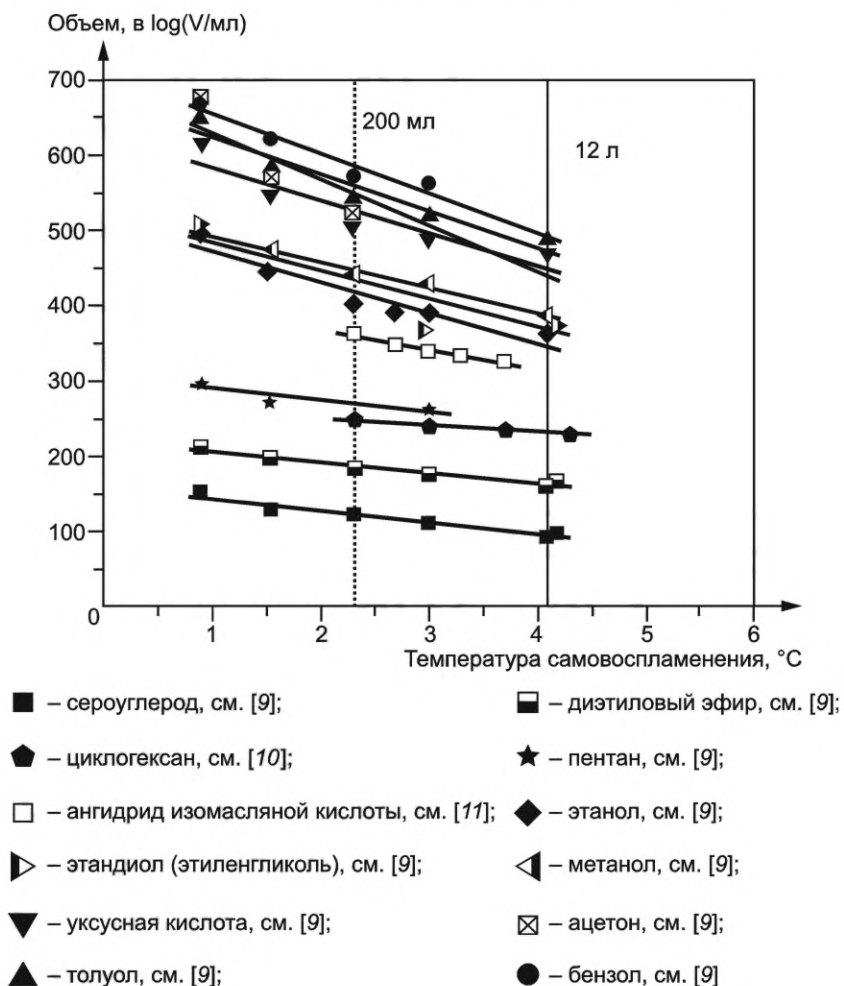 Объем, в log(V/мл)
700
600
500
400
300
200
100
0
200 мл
12 л
1 2 3 4 5 6
Температура самовоспламенения, °С
– сероуглерод, см. [9];
– диэтиловый эфир, см. [9];
– циклогексан, см. [10];
– пентан, см. [9];
– ангидрид изомасляной кислоты, см. [11];
– этанол, см. [9];
– этандиол (этиленгликоль), см. [9];
– метанол, см. [9];
– уксусная кислота, см. [9];
– ацетон, см. [9];
– толуол, см. [9];
– бензол, см. [9]